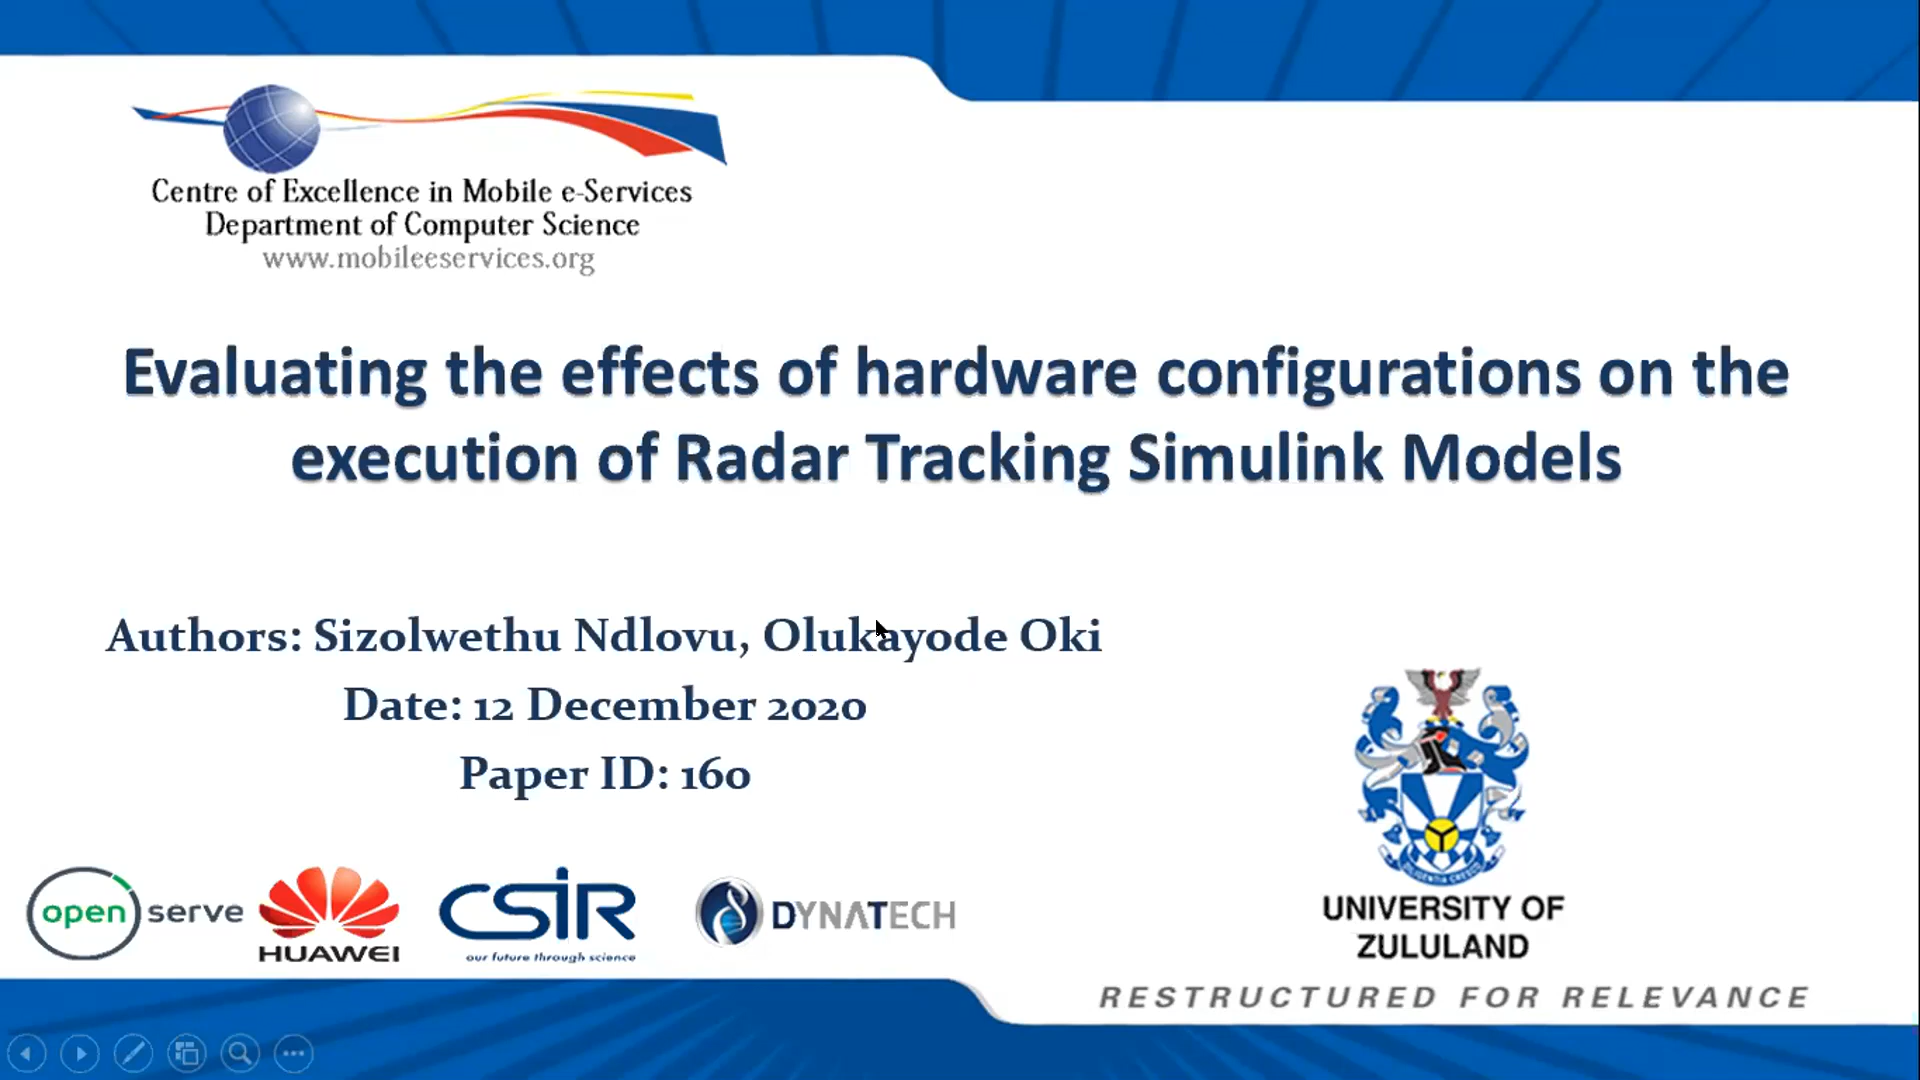 Centre of Excellence in Mobile e-Services
Department of Computer Science
www.mobileeservices.org
Evaluating the effects of hardware configurations on the
execution of Radar Tracking Simulink Models
Authors: Sizolwethu Ndlovu, Olukayode Oki
Date: 12 December 2020
Paper ID: 160
open serve
HUAWEI
CSIR
our future through science
DYNATECH
UNIVERSITY OF
ZULULAND
RESTRUCTURED FOR RELEVANCE